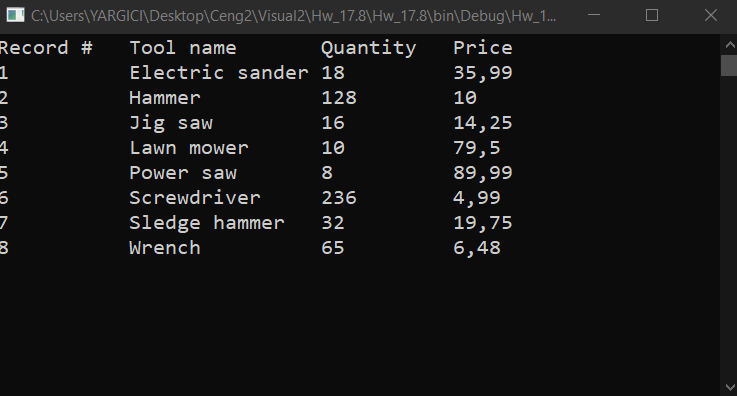 C:\Users\YARGICI\Desktop\Ceng2\Visual2\Hw_17.8\Hw_17.8\bin\Debug\Hw_1...
Record # Tool name Quantity Price
1 Electric sander 18 35,99
2 Hammer 128 10
3 Jig saw 16 14,25
4 Lawn mower 10 79,5
5 Power saw 8 89,99
6 Screwdriver 236 4,99
7 Sledge hammer 32 19,75
8 Wrench 65 6,48